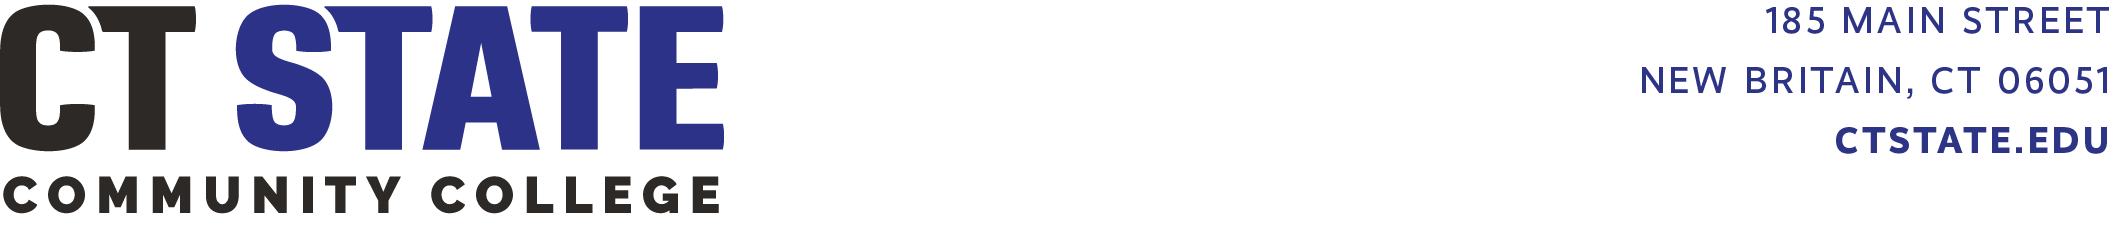 CT STATE
COMMUNITY COLLEGE
185 MAIN STREET
NEW BRITAIN, CT 06051
CTSTATE.EDU